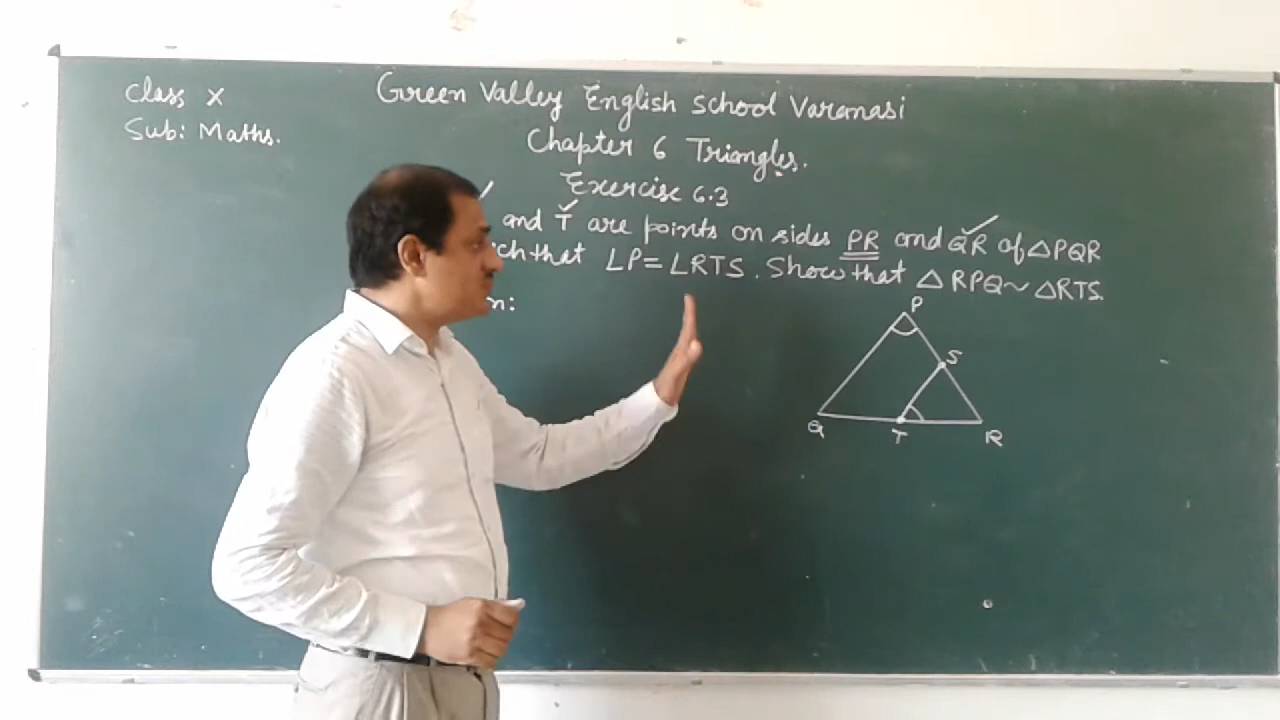 Class X
Sub: Maths.
Green Valley English School Varanasi
Chapter 6 Triangles.
Exercise 6.3
and T are points on sides PR and QR of △PQR
that ∠P=∠RTS. Show that △RPQ~△RTS.
P
S
Q
T
R